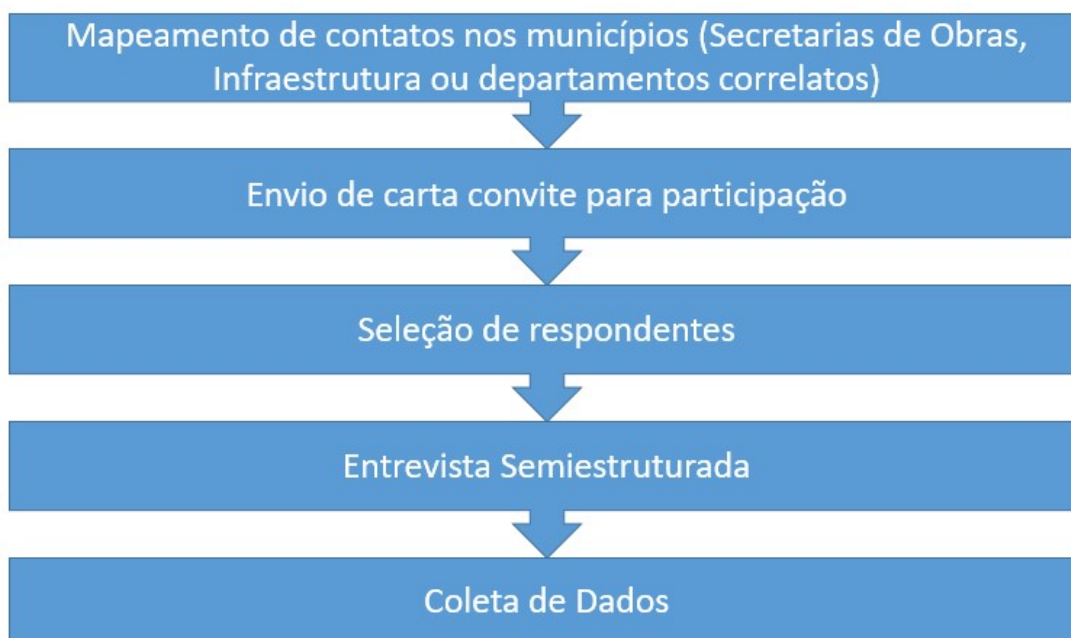 Mapeamento de contatos nos municípios (Secretarias de Obras,
Infraestrutura ou departamentos correlatos)
Envio de carta convite para participação
Seleção de respondentes
Entrevista Semiestruturada
Coleta de Dados